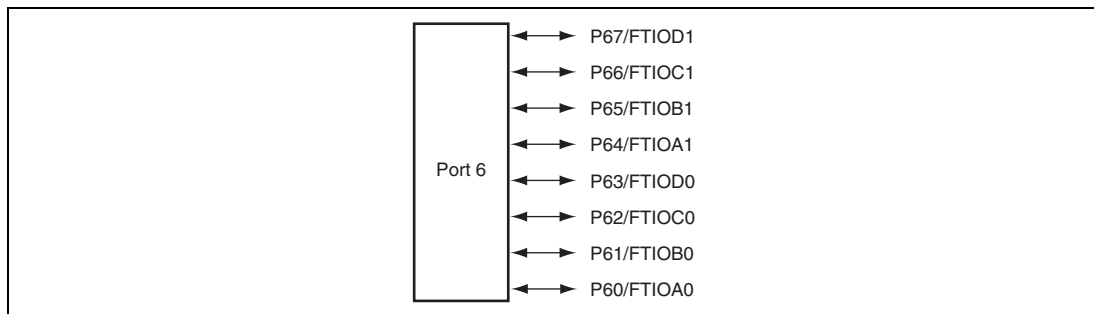 P67/FTIOD1
P66/FTIOC1
P65/FTIOB1
P64/FTIOA1
Port 6
P63/FTIOD0
P62/FTIOC0
P61/FTIOB0
P60/FTIOA0